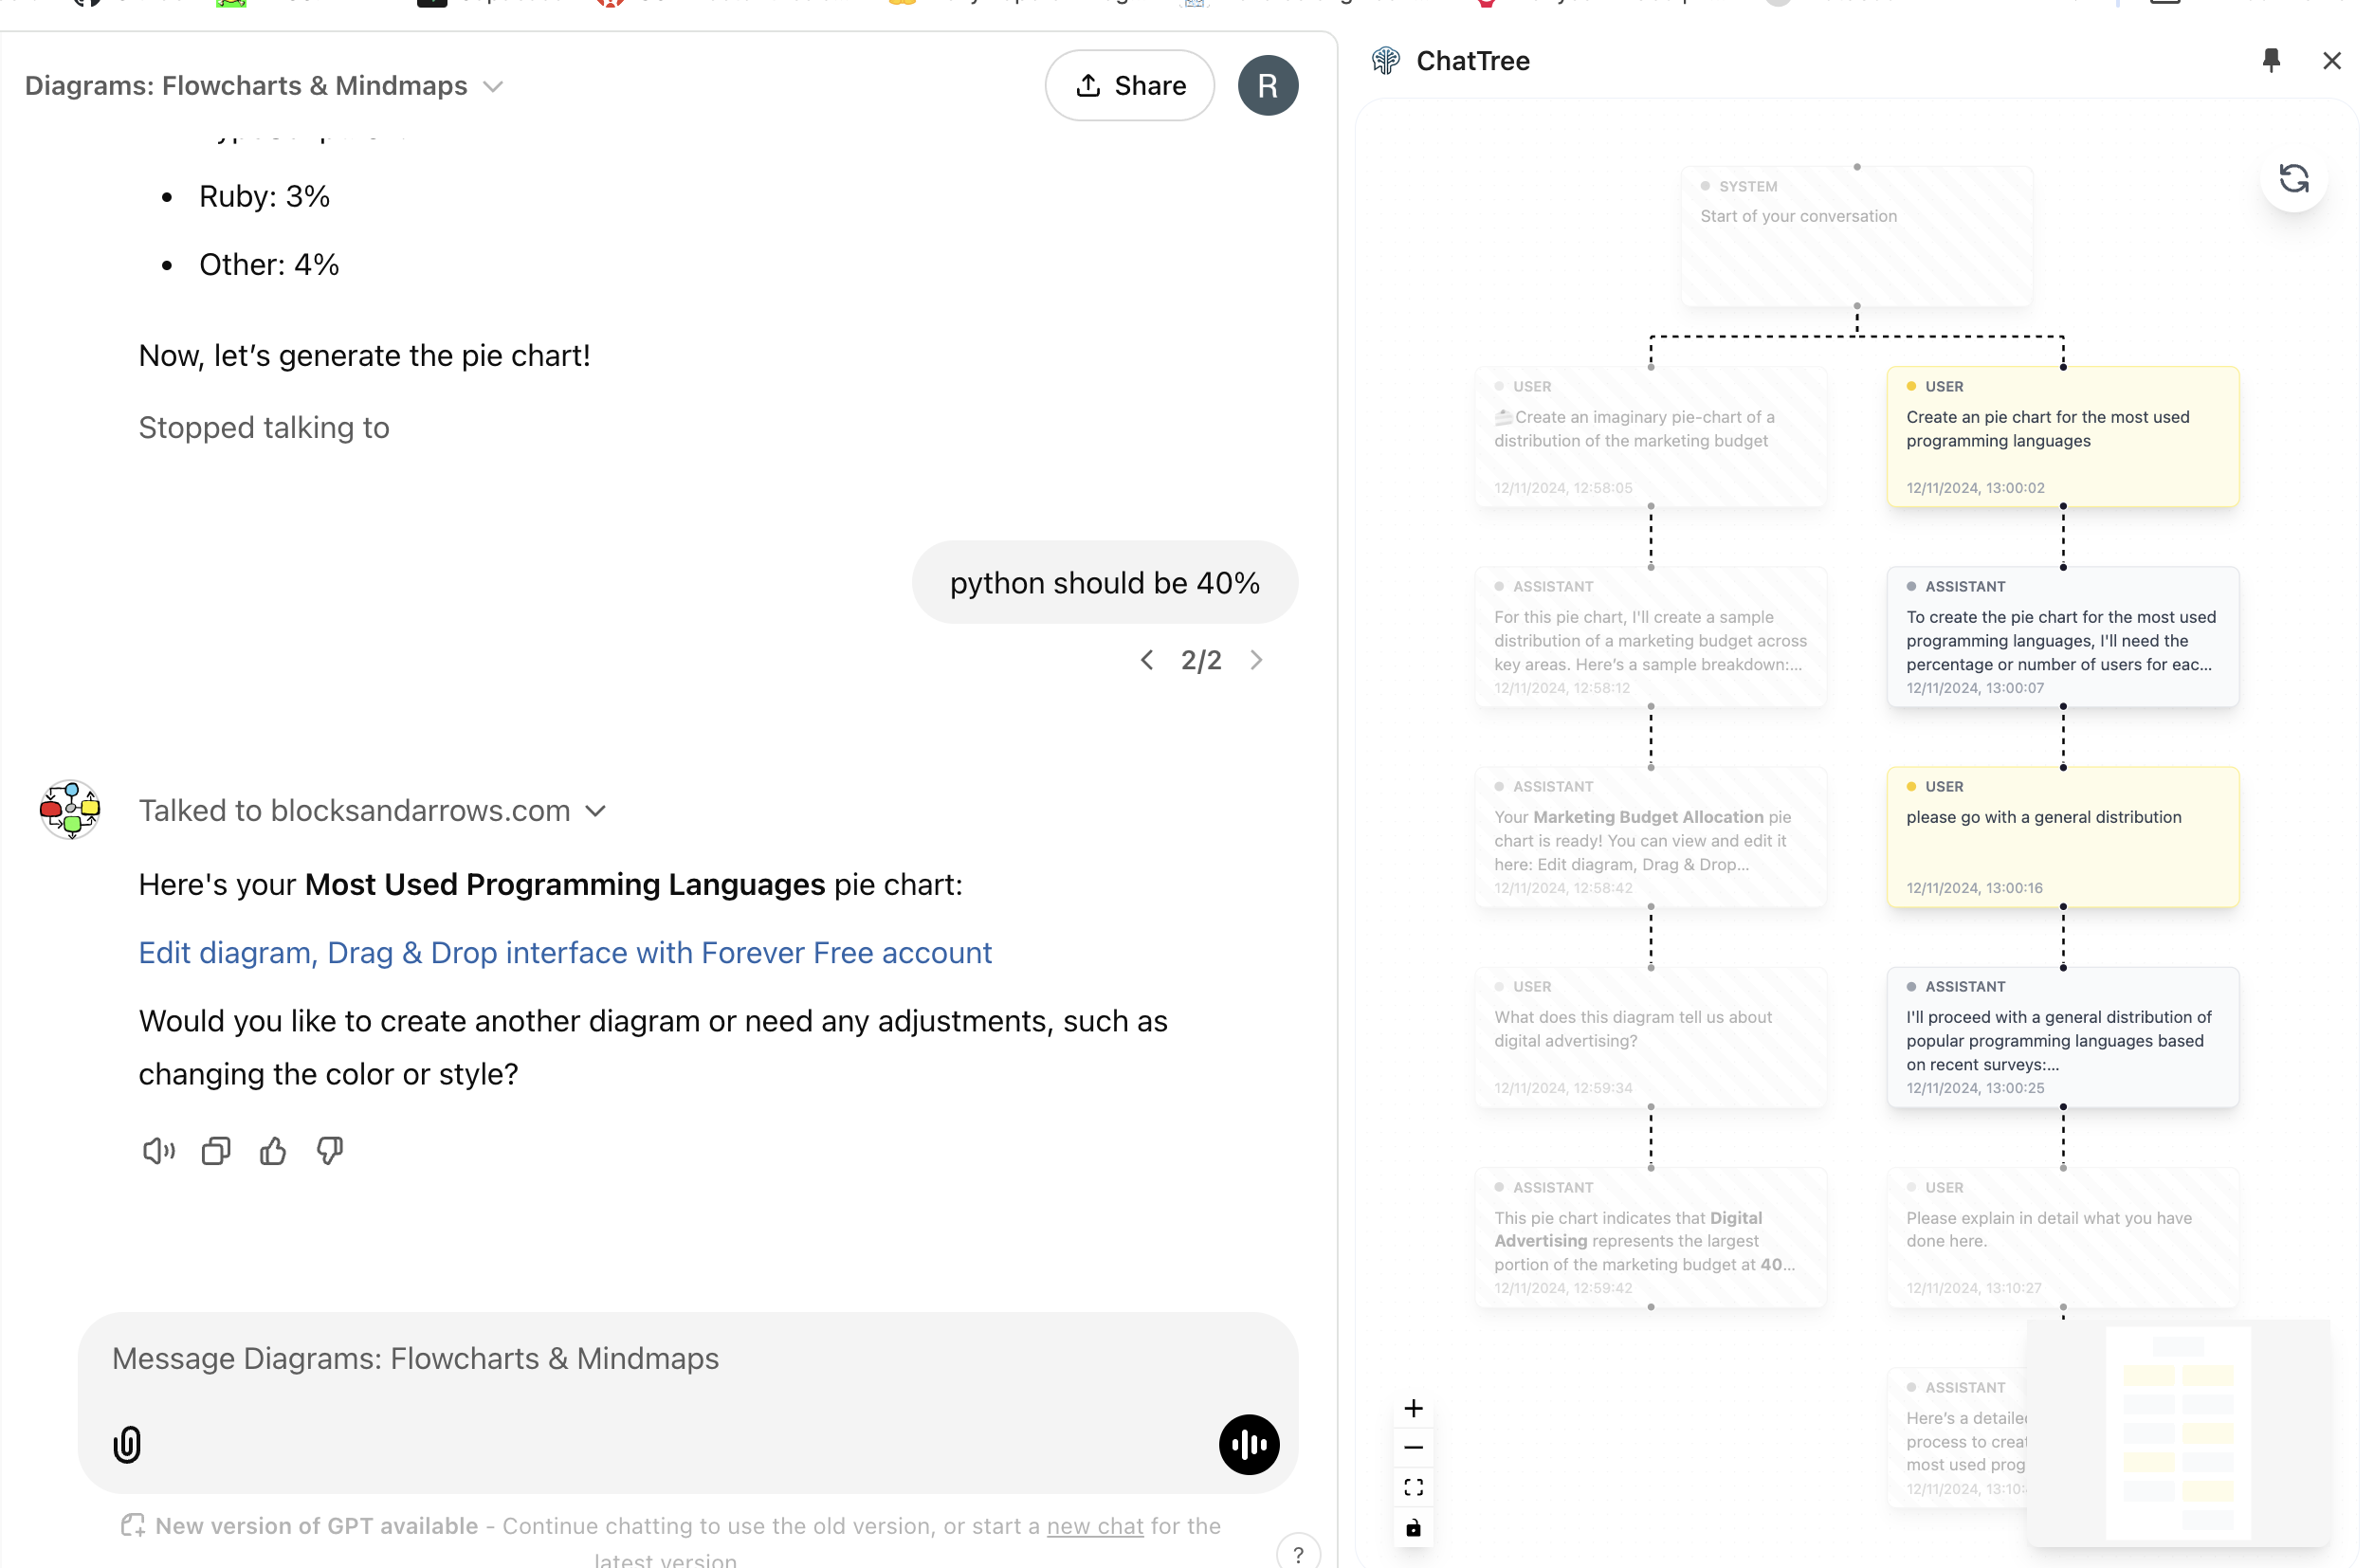 Diagrams: Flowcharts & Mindmaps
Share
R
Ruby: 3%
Other: 4%
Now, let’s generate the pie chart!
Stopped talking to
python should be 40%
2/2
Talked to blocksandarrows.com
Here's your Most Used Programming Languages pie chart:
Edit diagram, Drag & Drop interface with Forever Free account
Would you like to create another diagram or need any adjustments, such as
changing the color or style?
Message Diagrams: Flowcharts & Mindmaps
New version of GPT available - Continue chatting to use the old version, or start a new chat for the
latest version.
?
ChatTree
SYSTEM
Start of your conversation
USER
🍰Create an imaginary pie-chart of a
distribution of the marketing budget
12/11/2024, 12:58:05
ASSISTANT
For this pie chart, I'll create a sample
distribution of a marketing budget across
key areas. Here’s a sample breakdown:...
12/11/2024, 12:58:12
ASSISTANT
Your Marketing Budget Allocation pie
chart is ready! You can view and edit it
here: Edit diagram, Drag & Drop...
12/11/2024, 12:58:42
USER
What does this diagram tell us about
digital advertising?
12/11/2024, 12:59:34
ASSISTANT
This pie chart indicates that Digital
Advertising represents the largest
portion of the marketing budget at 40...
12/11/2024, 12:59:42
USER
Create an pie chart for the most used
programming languages
12/11/2024, 13:00:02
ASSISTANT
To create the pie chart for the most used
programming languages, I'll need the
percentage or number of users for eac...
12/11/2024, 13:00:07
USER
please go with a general distribution
12/11/2024, 13:00:16
ASSISTANT
I'll proceed with a general distribution of
popular programming languages based
on recent surveys:...
12/11/2024, 13:00:25
USER
Please explain in detail what you have
done here.
12/11/2024, 13:10:27
ASSISTANT
Here’s a detailed
process to creat
most used prog
12/11/2024, 13:10: